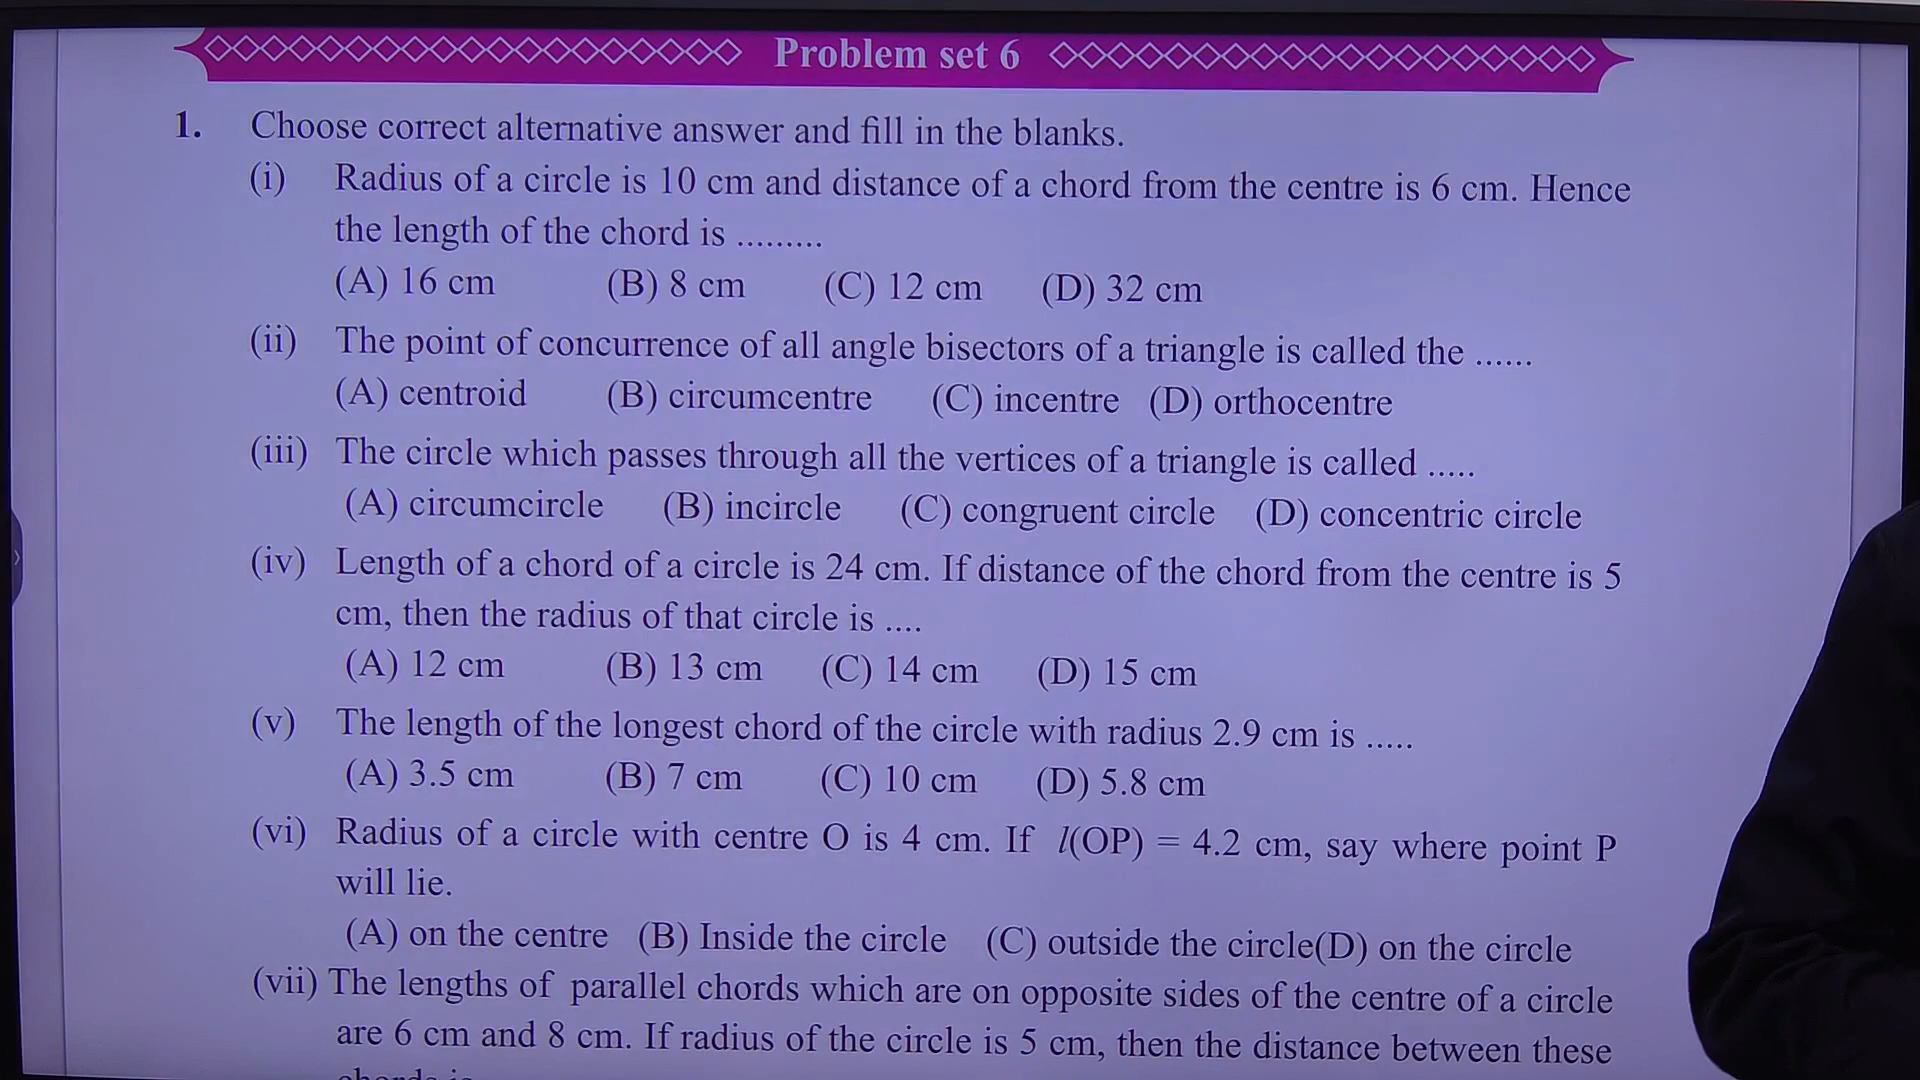 Problem set 6
1. Choose correct alternative answer and fill in the blanks.
(i) Radius of a circle is 10 cm and distance of a chord from the centre is 6 cm. Hence
the length of the chord is .........
(A) 16 cm (B) 8 cm (C) 12 cm (D) 32 cm
(ii) The point of concurrence of all angle bisectors of a triangle is called the ......
(A) centroid (B) circumcentre (C) incentre (D) orthocentre
(iii) The circle which passes through all the vertices of a triangle is called .....
(A) circumcircle (B) incircle (C) congruent circle (D) concentric circle
(iv) Length of a chord of a circle is 24 cm. If distance of the chord from the centre is 5
cm, then the radius of that circle is ....
(A) 12 cm (B) 13 cm (C) 14 cm (D) 15 cm
(v) The length of the longest chord of the circle with radius 2.9 cm is .....
(A) 3.5 cm (B) 7 cm (C) 10 cm (D) 5.8 cm
(vi) Radius of a circle with centre O is 4 cm. If l(OP) = 4.2 cm, say where point P
will lie.
(A) on the centre (B) Inside the circle (C) outside the circle(D) on the circle
(vii) The lengths of parallel chords which are on opposite sides of the centre of a circle
are 6 cm and 8 cm. If radius of the circle is 5 cm, then the distance between these